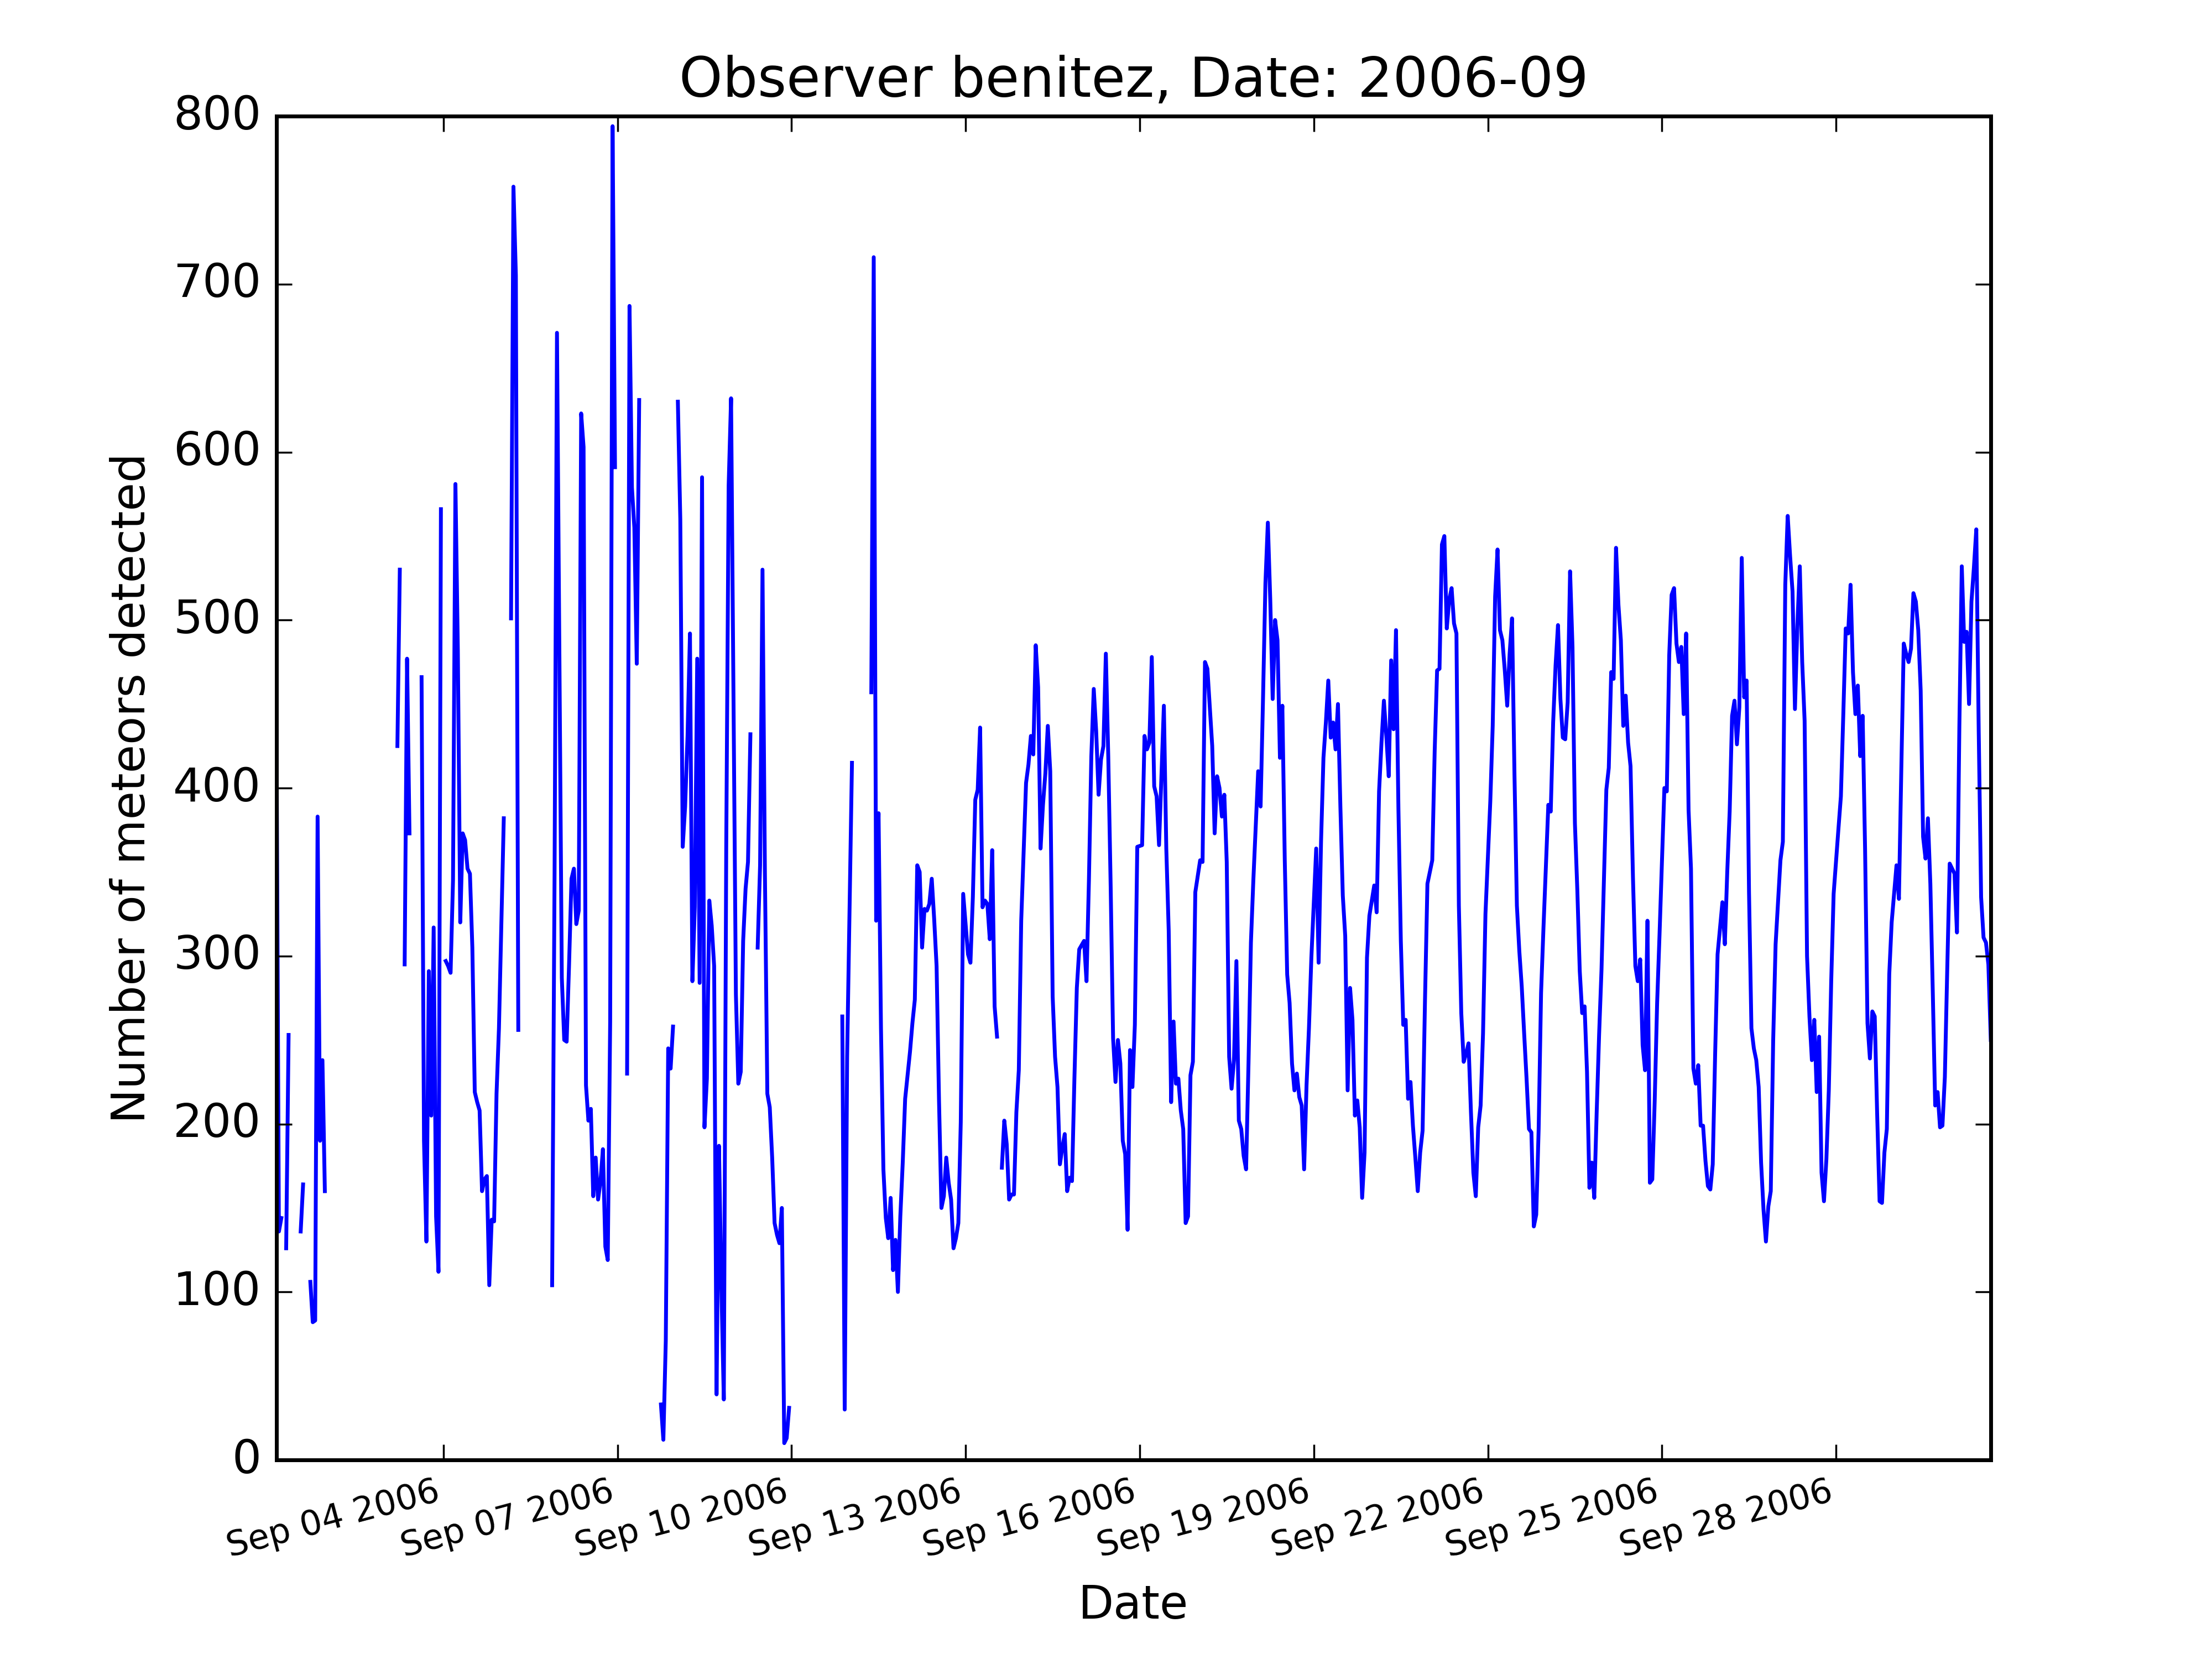 Observer benitez, Date: 2006-09
800
700
600
500
400
300
200
100
0
Number of meteors detected
Sep 04 2006
Sep 07 2006
Sep 10 2006
Sep 13 2006
Sep 16 2006
Sep 19 2006
Sep 22 2006
Sep 25 2006
Sep 28 2006
Date